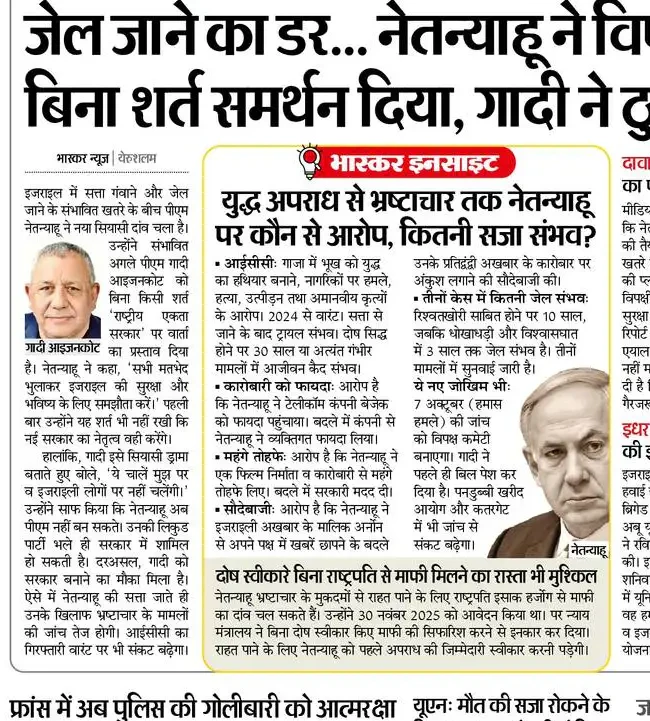 जेल जाने का डर... नेतन्याहू ने
बिना शर्त समर्थन दिया, गादी ने
भास्कर न्यूज | येरुशलम
इजराइल में सत्ता गंवाने और जेल
जाने के संभावित खतरे के बीच पीएम
नेतन्याहू ने नया सियासी दांव चला है।
उन्होंने संभावित
अगले पीएम गादी
आइजनकोट को
बिना किसी शर्त
'राष्ट्रीय एकता
सरकार' पर वार्ता
का प्रस्ताव दिया
गादी आइजनकोट
है। नेतन्याहू ने कहा, 'सभी मतभेद
भुलाकर इजराइल की सुरक्षा और
भविष्य के लिए समझौता करें।' पहली
बार उन्होंने यह शर्त भी नहीं रखी कि
नई सरकार का नेतृत्व वही करेंगे।
हालांकि, गादी इसे सियासी ड्रामा
बताते हुए बोले, 'ये चालें मुझ पर
व इजराइली लोगों पर नहीं चलेंगी।'
उन्होंने साफ किया कि नेतन्याहू अब
पीएम नहीं बन सकते। उनकी लिकुड
पार्टी भले ही सरकार में शामिल
हो सकती है। दरअसल, गादी को
सरकार बनाने का मौका मिला है।
ऐसे में नेतन्याहू की सत्ता जाते ही
उनके खिलाफ भ्रष्टाचार के मामलों
की जांच तेज होगी। आईसीसी का
गिरफ्तारी वारंट पर भी संकट बढ़ेगा।
भास्कर इनसाइट
युद्ध अपराध से भ्रष्टाचार तक नेतन्याहू
पर कौन से आरोप, कितनी सजा संभव?
▪ आईसीसी: गाजा में भूख को युद्ध
का हथियार बनाने, नागरिकों पर हमले,
हत्या, उत्पीड़न तथा अमानवीय कृत्यों
के आरोप। 2024 से वारंट। सत्ता से
जाने के बाद ट्रायल संभव। दोष सिद्ध
होने पर 30 साल या अत्यंत गंभीर
मामलों में आजीवन कैद संभव।
▪ कारोबारी को फायदा: आरोप है
कि नेतन्याहू ने टेलीकॉम कंपनी बेजेक
को फायदा पहुंचाया। बदले में कंपनी से
नेतन्याहू ने व्यक्तिगत फायदा लिया।
▪ महंगे तोहफे: आरोप है कि नेतन्याहू ने
एक फिल्म निर्माता व कारोबारी से महंगे
तोहफे लिए। बदले में सरकारी मदद दी।
▪ सौदेबाजी: आरोप है कि नेतन्याहू ने
इजराइली अखबार के मालिक अर्नोन
से अपने पक्ष में खबरें छापने के बदले
उनके प्रतिद्वंद्वी अखबार के कारोबार पर
अंकुश लगाने की सौदेबाजी की।
▪ तीनों केस में कितनी जेल संभव:
रिश्वतखोरी साबित होने पर 10 साल,
जबकि धोखाधड़ी और विश्वासघात
में 3 साल तक जेल संभव है। तीनों
मामलों में सुनवाई जारी है।
ये नए जोखिम भी:
7 अक्टूबर (हमास
हमले) की जांच
को विपक्ष कमेटी
बनाएगा। गादी ने
पहले ही बिल पेश कर
दिया है। पनडुब्बी खरीद
आयोग और कतरगेट
में भी जांच से
संकट बढ़ेगा।
नेतन्याहू
दोष स्वीकारे बिना राष्ट्रपति से माफी मिलने का रास्ता भी मुश्किल
नेतन्याहू भ्रष्टाचार के मुकदमों से राहत पाने के लिए राष्ट्रपति इसाक हर्जोग से माफी
का दांव चल सकते हैं। उन्होंने 30 नवंबर 2025 को आवेदन किया था। पर न्याय
मंत्रालय ने बिना दोष स्वीकार किए माफी की सिफारिश करने से इनकार कर दिया।
राहत पाने के लिए नेतन्याहू को पहले अपराध की जिम्मेदारी स्वीकार करनी पड़ेगी।
फ्रांस में अब पुलिस की गोलीबारी को आत्मरक्षा
यूएन: मौत की सजा रोकने के